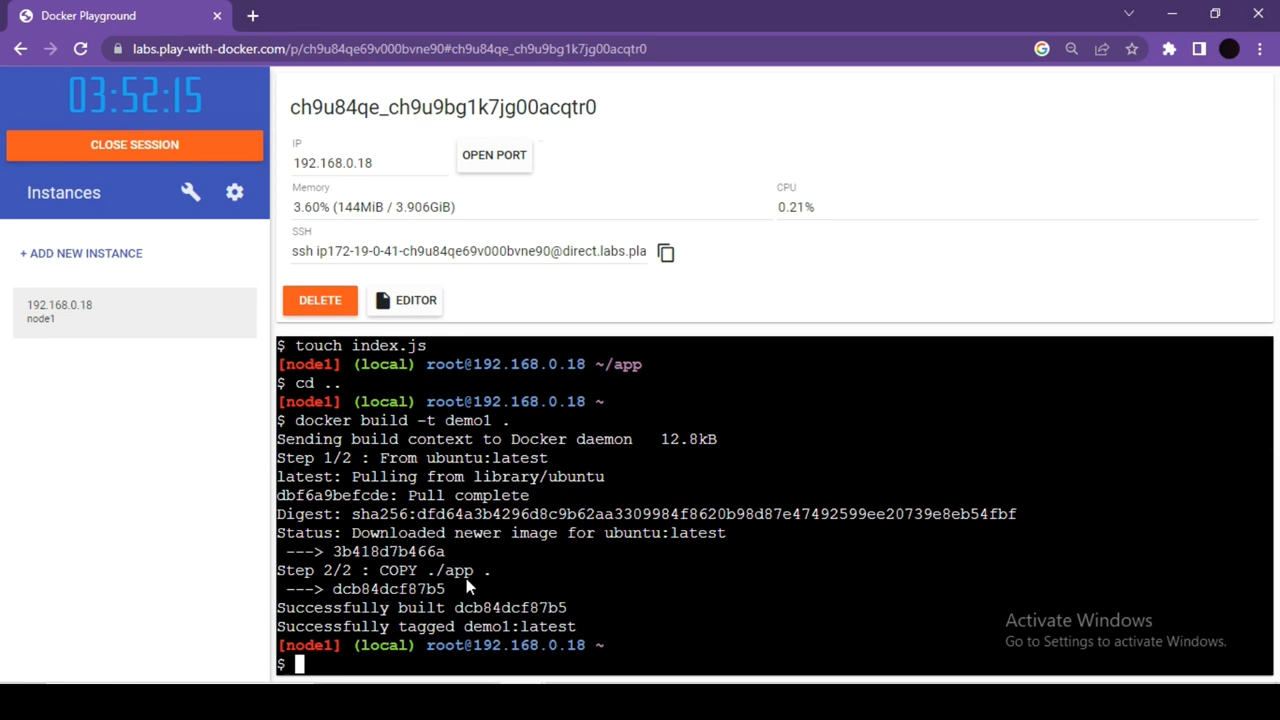 Docker Playground
labs.play-with-docker.com/p/ch9u84qe69v000bvne90#ch9u84qe_ch9u9bg1k7jg00acqtr0
03:52:15
CLOSE SESSION
Instances
+ ADD NEW INSTANCE
192.168.0.18
node1
ch9u84qe_ch9u9bg1k7jg00acqtr0
IP
192.168.0.18
OPEN PORT
Memory
3.60% (144MiB / 3.906GiB)
CPU
0.21%
SSH
ssh ip172-19-0-41-ch9u84qe69v000bvne90@direct.labs.pla
DELETE
EDITOR
$ touch index.js
[node1] (local) root@192.168.0.18 ~/app
$ cd ..
[node1] (local) root@192.168.0.18 ~
$ docker build -t demo1 .
Sending build context to Docker daemon   12.8kB
Step 1/2 : From ubuntu:latest
latest: Pulling from library/ubuntu
dbf6a9befcde: Pull complete
Digest: sha256:dfd64a3b4296d8c9b62aa3309984f8620b98d87e47492599ee20739e8eb54fbf
Status: Downloaded newer image for ubuntu:latest
 ---> 3b418d7b466a
Step 2/2 : COPY ./app .
 ---> dcb84dcf87b5
Successfully built dcb84dcf87b5
Successfully tagged demo1:latest
[node1] (local) root@192.168.0.18 ~
$
Activate Windows
Go to Settings to activate Windows.